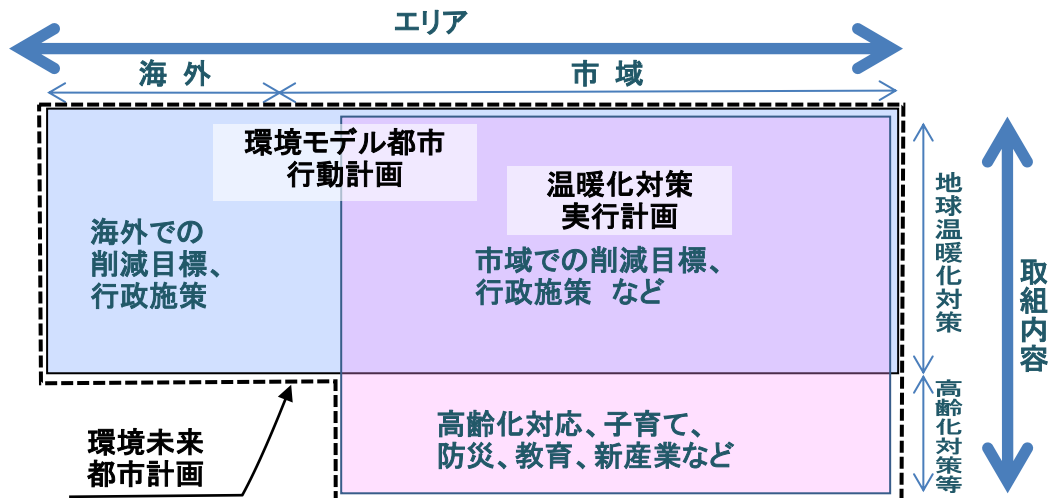 エリア
海 外
市 域
環境モデル都市
行動計画
温暖化対策
実行計画
海外での
削減目標、
行政施策
市域での削減目標、
行政施策 など
地球温暖化対策
取組内容
高齢化対応、子育て、
防災、教育、新産業など
高齢化対策等
環境未来
都市計画